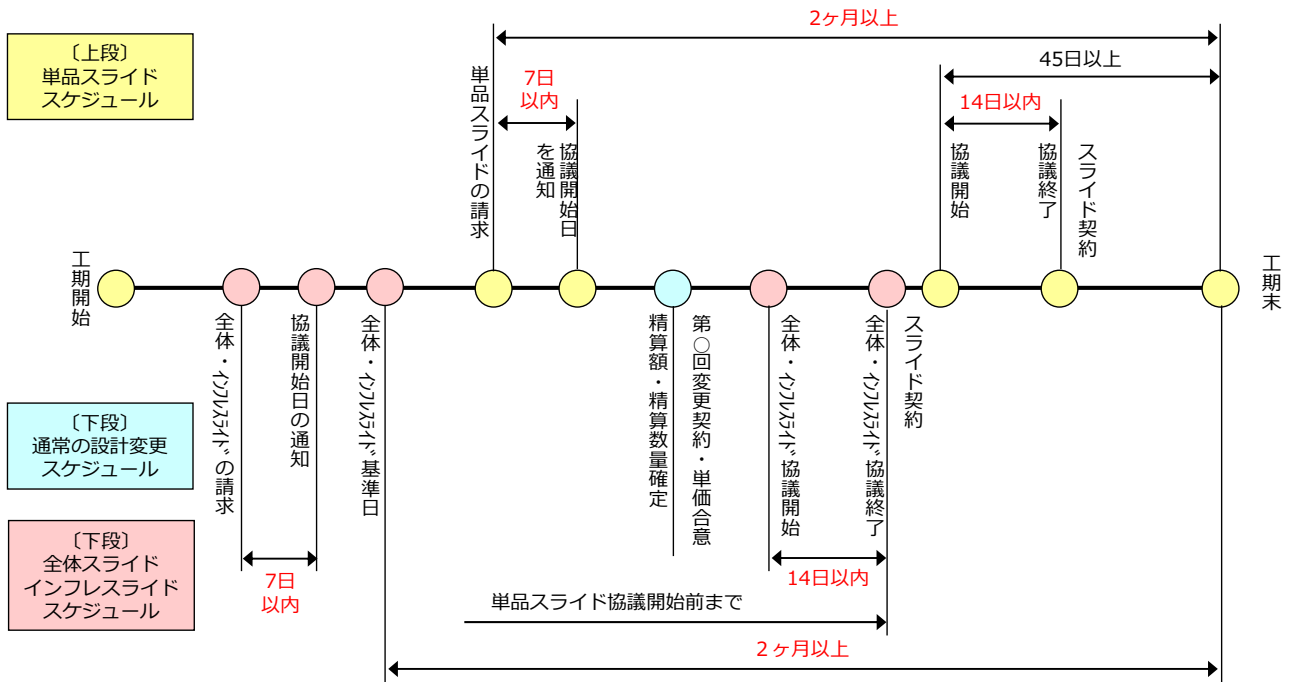 2ヶ月以上
〔上段〕
単品スライド
スケジュール
45日以上
7日
以内
14日以内
単品スライドの請求
協議開始日
を通知
協議開始
協議終了
スライド契約
工期開始
工期末
全体・インフレスライドの請求
協議開始日の通知
全体・インフレスライド基準日
精算額・精算数量確定
第〇回変更契約・単価合意
全体・インフレスライド協議開始
全体・インフレスライド協議終了
スライド契約
〔下段〕
通常の設計変更
スケジュール
〔下段〕
全体スライド
インフレスライド
スケジュール
7日
以内
14日以内
単品スライド協議開始前まで
２ヶ月以上